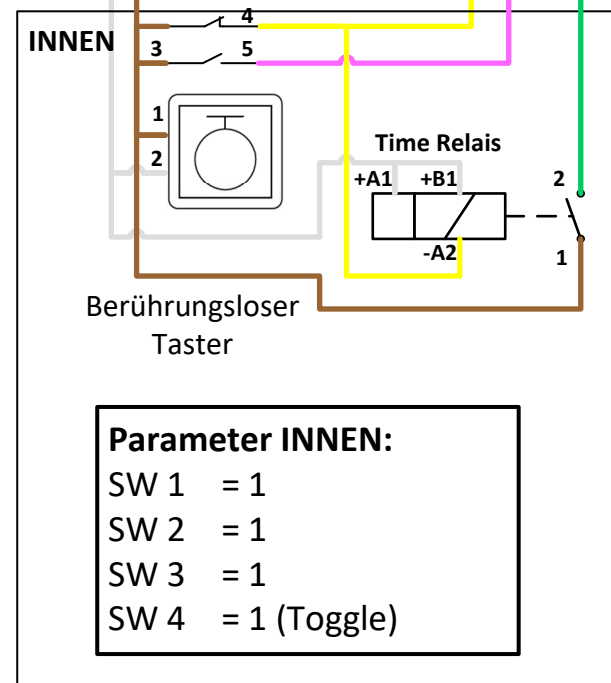 4
INNEN
3
5
1
2
Time Relais
+A1
+B1
2
-A2
1
Berührungsloser
Taster
Parameter INNEN:
SW 1 = 1
SW 2 = 1
SW 3 = 1
SW 4 = 1 (Toggle)